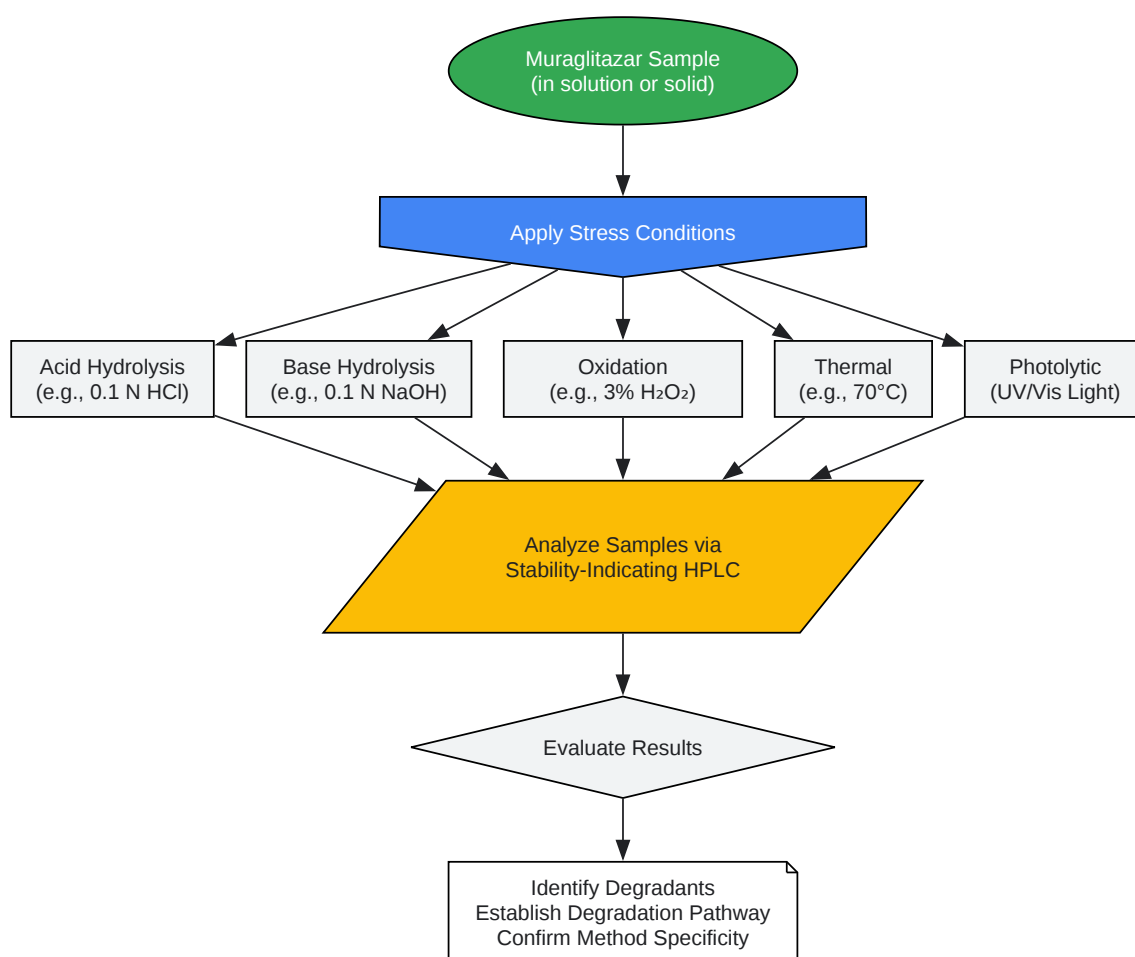 Muraglitazar Sample
(in solution or solid)
Apply Stress Conditions
Acid Hydrolysis
(e.g., 0.1 N HCl)
Base Hydrolysis
(e.g., 0.1 N NaOH)
Oxidation
(e.g., 3% H₂O₂)
Thermal
(e.g., 70°C)
Photolytic
(UV/Vis Light)
Analyze Samples via
Stability-Indicating HPLC
Evaluate Results
Identify Degradants
Establish Degradation Pathway
Confirm Method Specificity